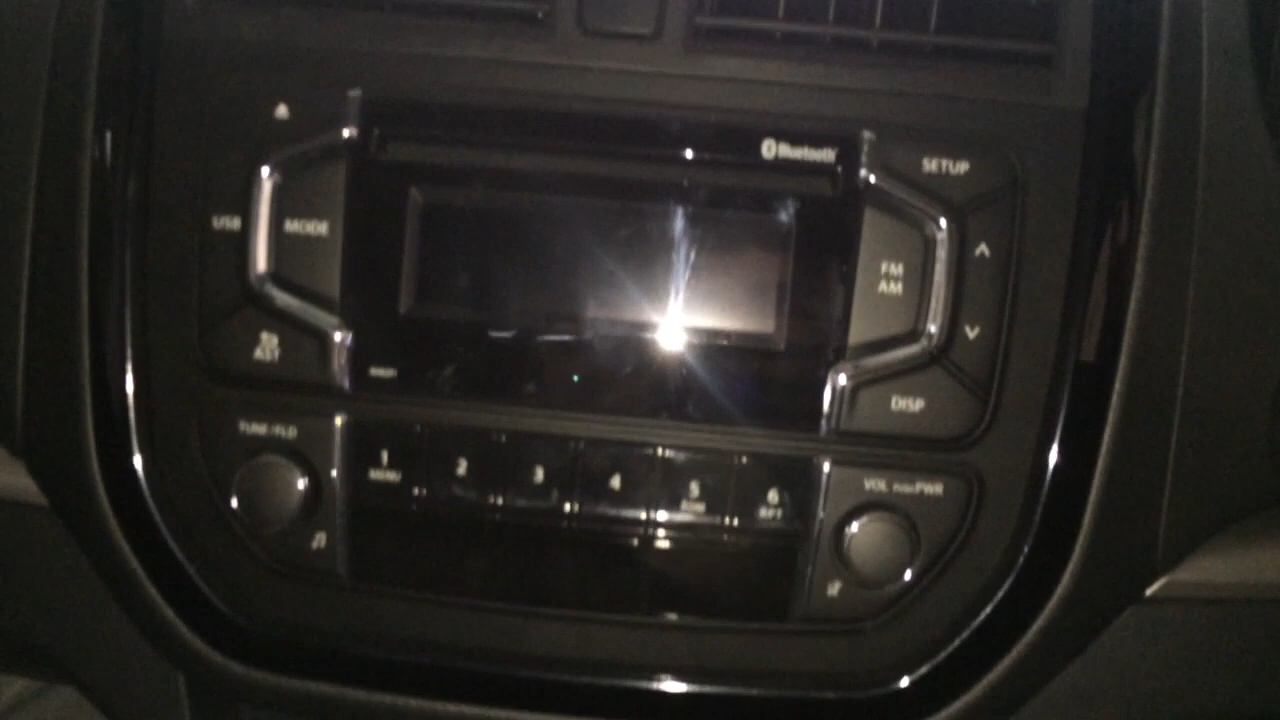 Bluetooth
SETUP
USB
MODE
FM
AM
AST
DISP
TUNE/FLD
1
MENU
2
3
4
5
6
RPT
VOL PUSH PWR